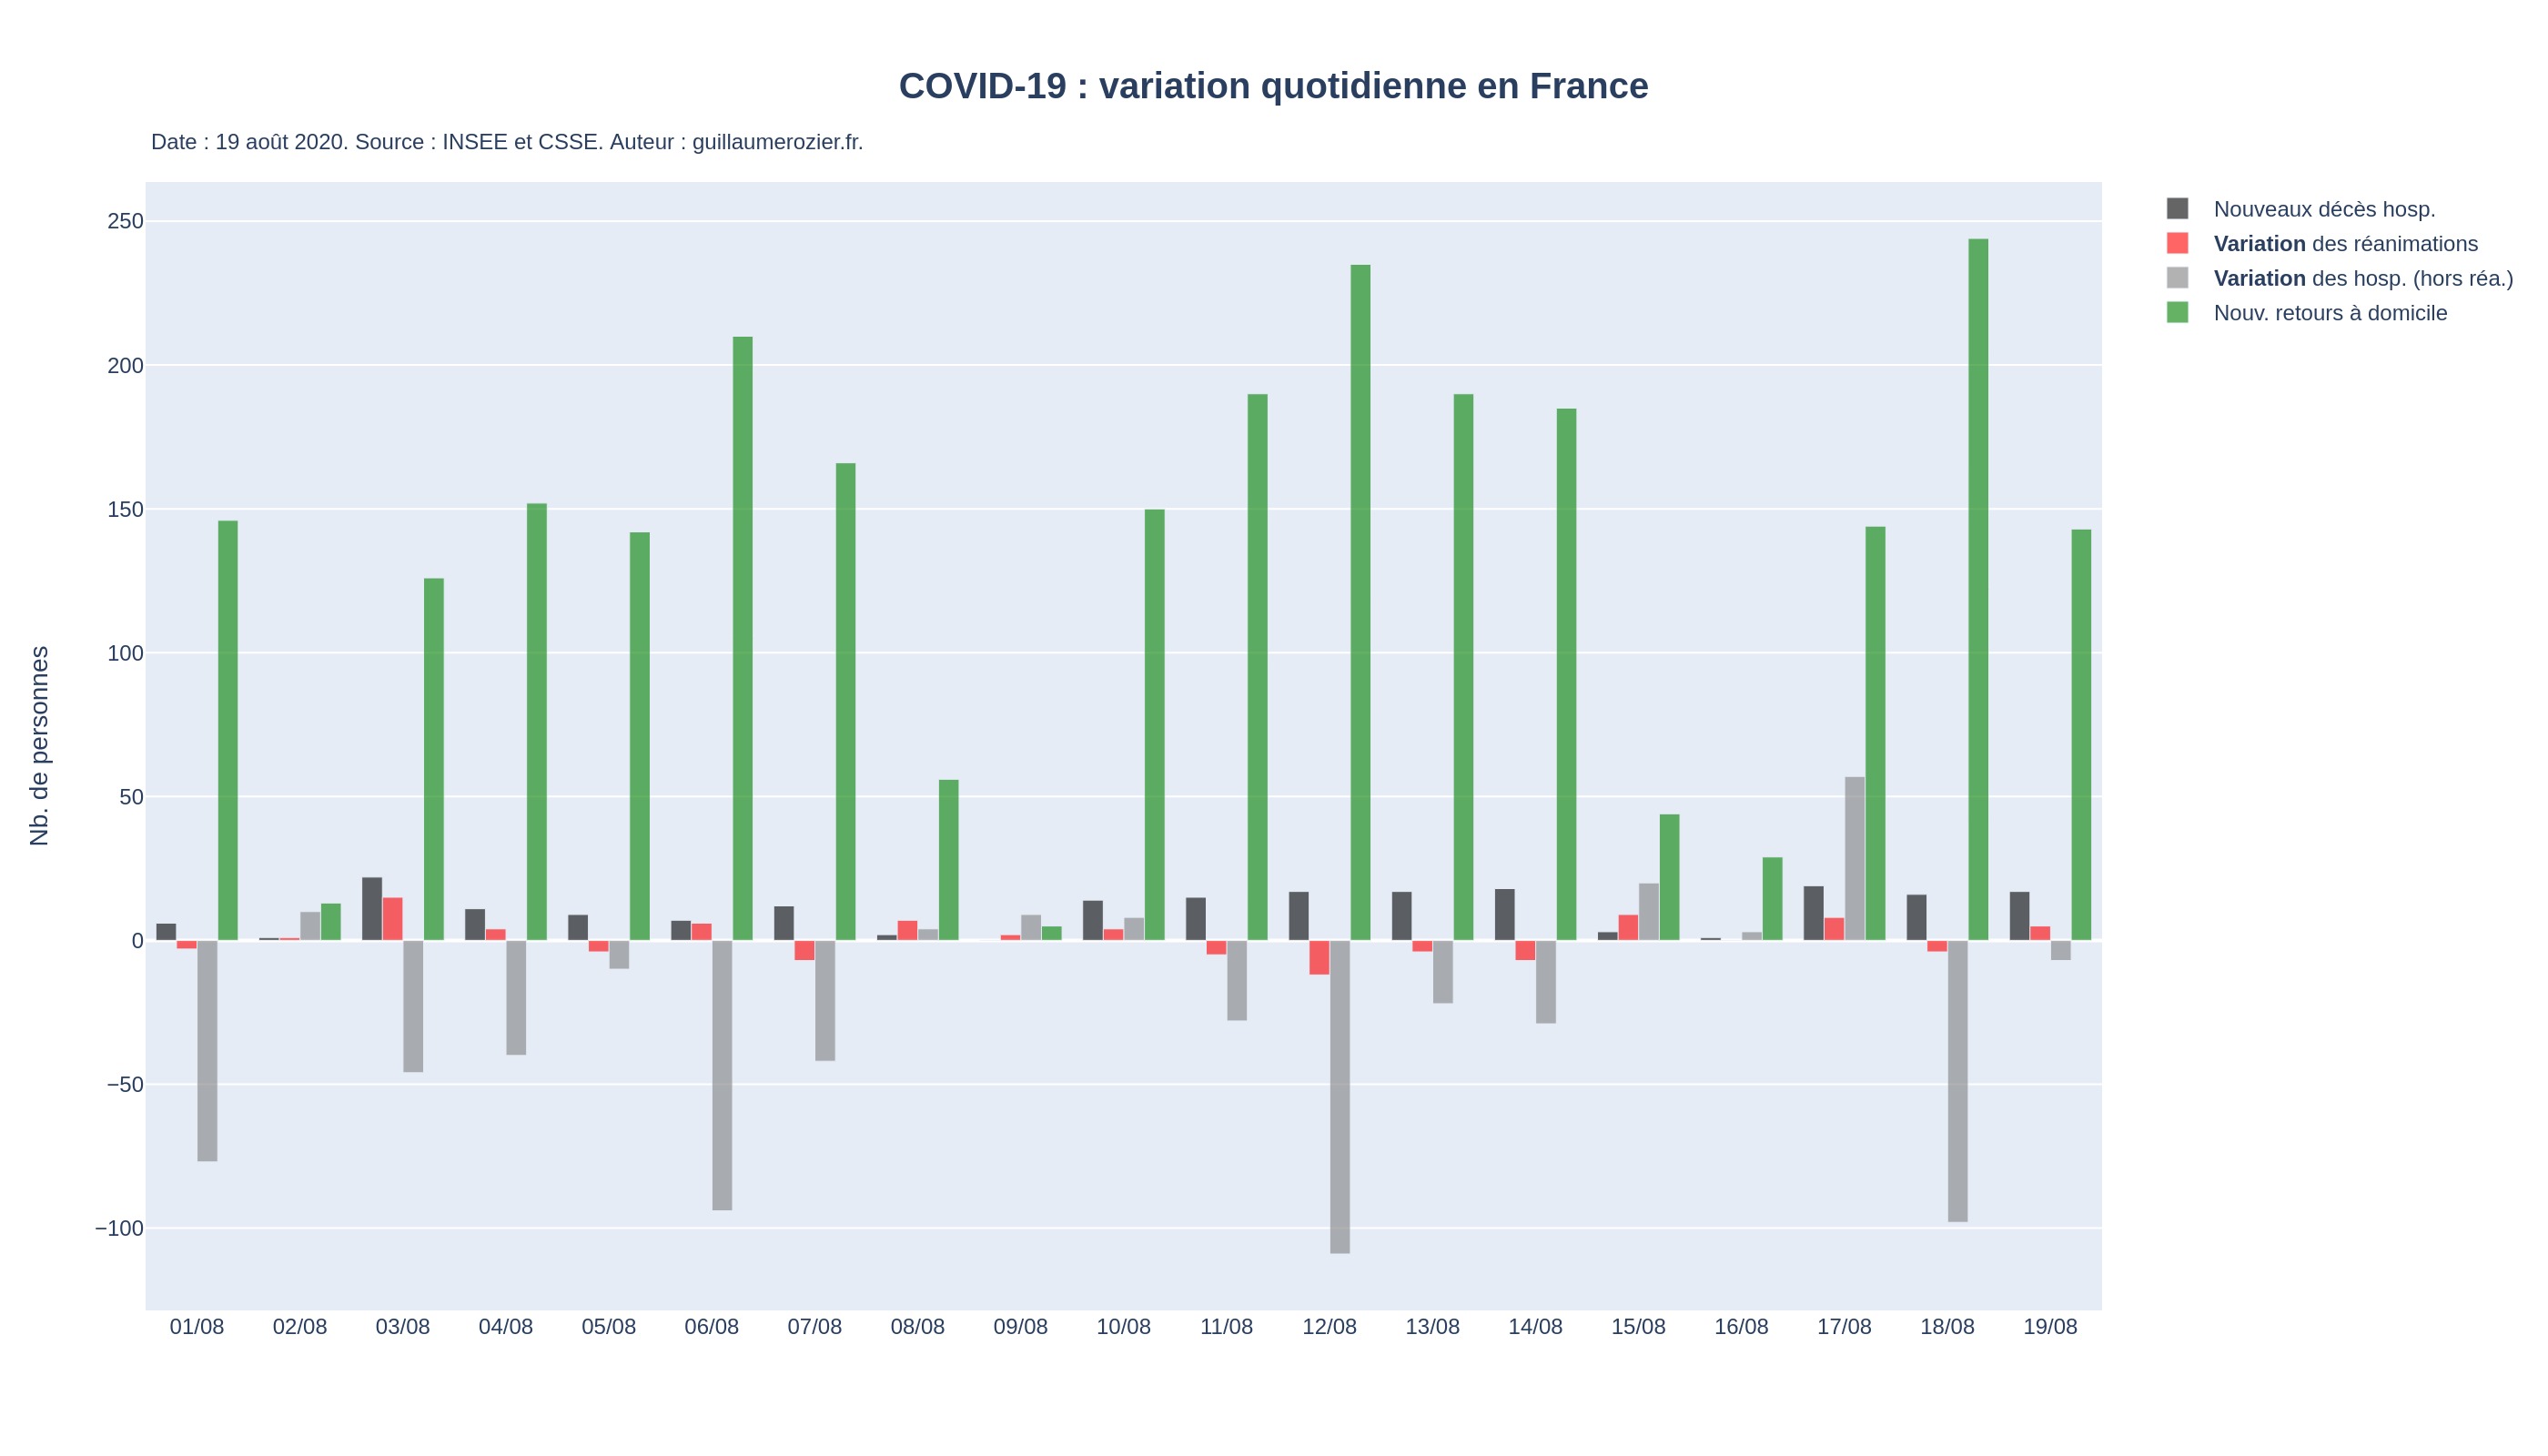 COVID-19 : variation quotidienne en France
Date : 19 août 2020. Source : INSEE et CSSE. Auteur : guillaumerozier.fr.
Nouveaux décès hosp.
Variation des réanimations
Variation des hosp. (hors réa.)
Nouv. retours à domicile
Nb. de personnes
250
200
150
100
50
0
−50
−100
01/08 02/08 03/08 04/08 05/08 06/08 07/08 08/08 09/08 10/08 11/08 12/08 13/08 14/08 15/08 16/08 17/08 18/08 19/08